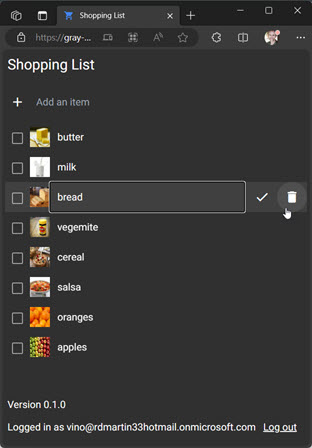 Shopping List
https://gray-...
Shopping List
Add an item
butter
milk
bread
vegemite
cereal
salsa
oranges
apples
Version 0.1.0
Logged in as vino@rdmartin33hotmail.onmicrosoft.com Log out